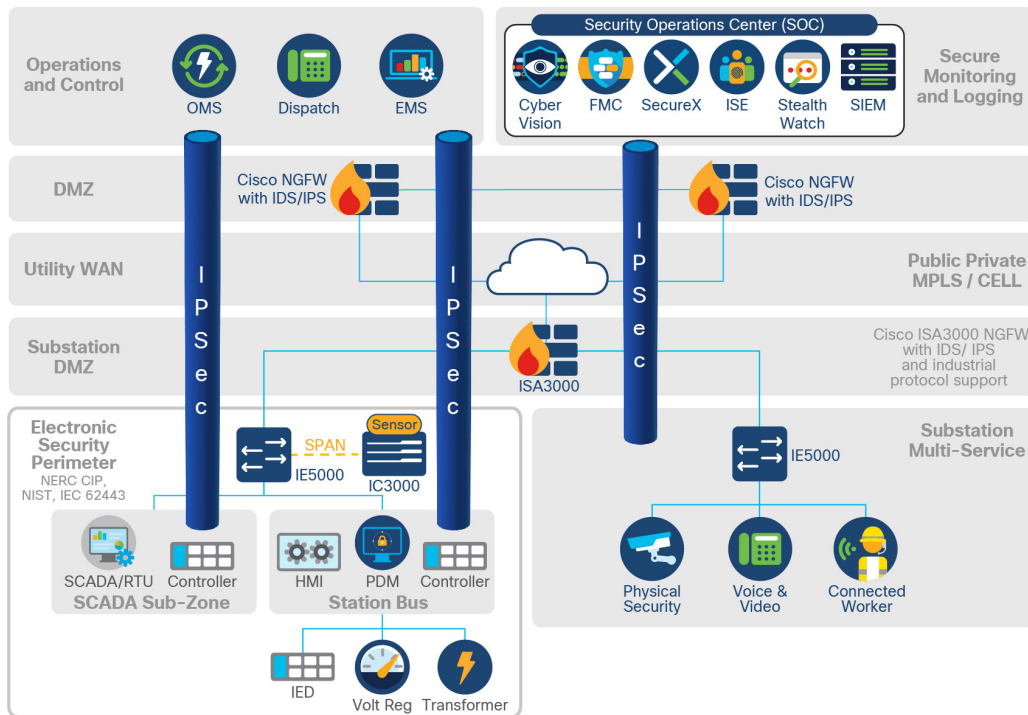 Operations
and Control
OMS
Dispatch
EMS
Security Operations Center (SOC)
Cyber
Vision
FMC
SecureX
ISE
Stealth
Watch
SIEM
Secure
Monitoring
and Logging
DMZ
Cisco NGFW
with IDS/IPS
Cisco NGFW
with IDS/IPS
Utility WAN
Public Private
MPLS / CELL
IPSec
IPSec
IPSec
Substation
DMZ
ISA3000
Cisco ISA3000 NGFW
with IDS/ IPS
and industrial
protocol support
Electronic
Security
Perimeter
NERC CIP,
NIST, IEC 62443
IE5000
SPAN
Sensor
IC3000
SCADA/RTU
Controller
SCADA Sub-Zone
HMI
PDM
Controller
Station Bus
IED
Volt Reg
Transformer
Substation
Multi-Service
IE5000
Physical
Security
Voice &
Video
Connected
Worker